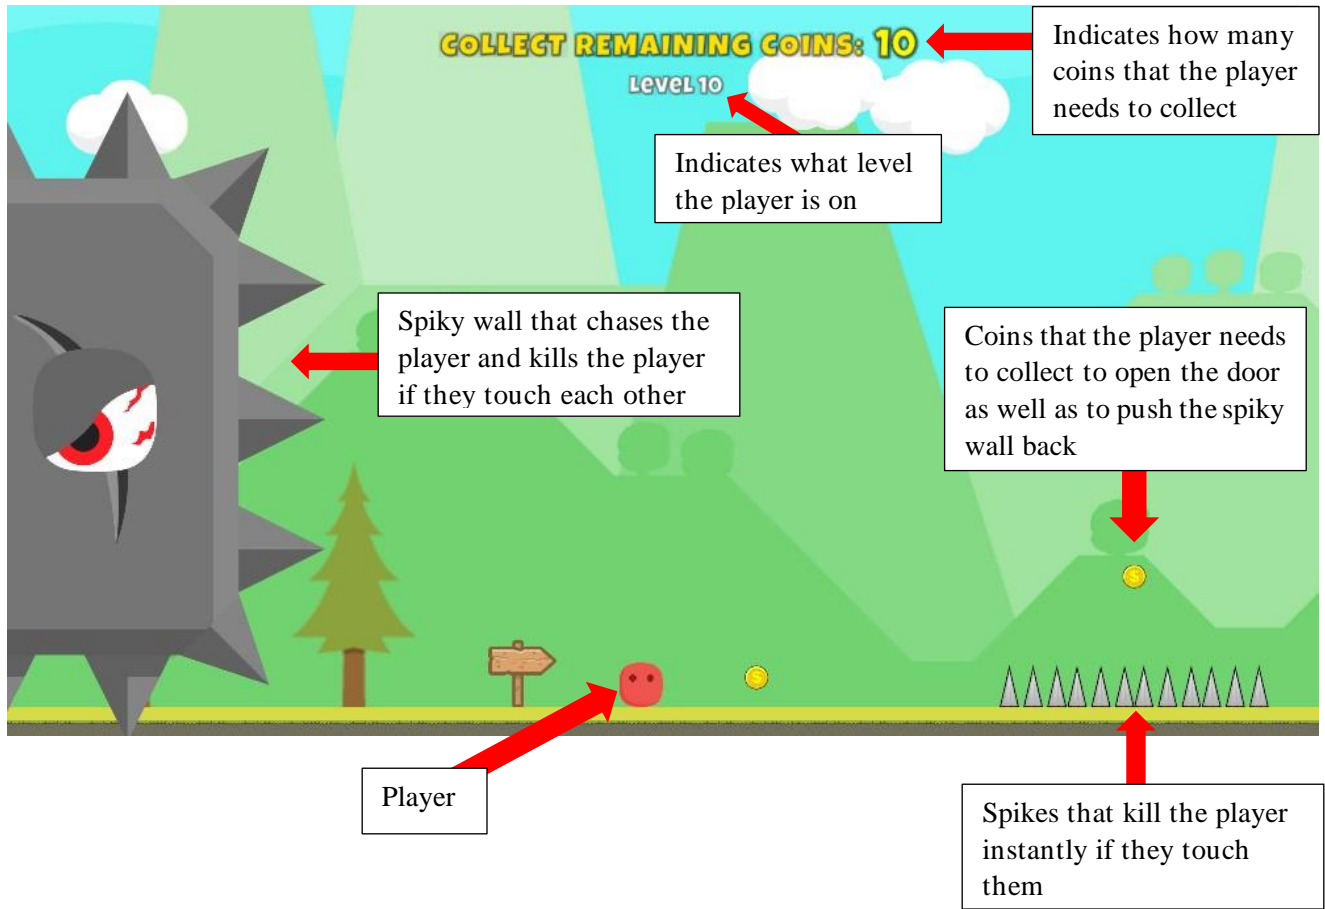 COLLECT REMAINING COINS: 10
LEVEL 10
Indicates how many
coins that the player
needs to collect
Indicates what level
the player is on
Spiky wall that chases the
player and kills the player
if they touch each other
Coins that the player needs
to collect to open the door
as well as to push the spiky
wall back
Player
Spikes that kill the player
instantly if they touch
them